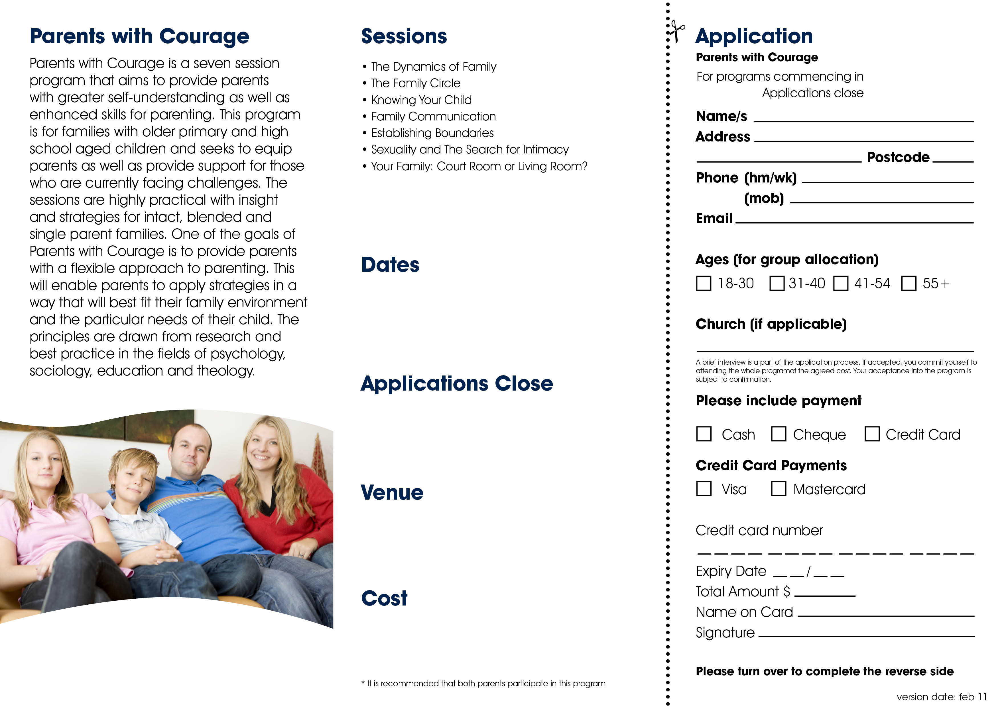 Parents with Courage
Parents with Courage is a seven session
program that aims to provide parents
with greater self-understanding as well as
enhanced skills for parenting. This program
is for families with older primary and high
school aged children and seeks to equip
parents as well as provide support for those
who are currently facing challenges. The
sessions are highly practical with insight
and strategies for intact, blended and
single parent families. One of the goals of
Parents with Courage is to provide parents
with a flexible approach to parenting. This
will enable parents to apply strategies in a
way that will best fit their family environment
and the particular needs of their child. The
principles are drawn from research and
best practice in the fields of psychology,
sociology, education and theology.
Sessions
• The Dynamics of Family
• The Family Circle
• Knowing Your Child
• Family Communication
• Establishing Boundaries
• Sexuality and The Search for Intimacy
• Your Family: Court Room or Living Room?
Dates
Applications Close
Venue
Cost
* It is recommended that both parents participate in this program
Application
Parents with Courage
For programs commencing in
Applications close
Name/s
Address
Postcode
Phone (hm/wk)
(mob)
Email
Ages (for group allocation)
18-30 31-40 41-54 55+
Church (if applicable)
A brief interview is a part of the application process. If accepted, you commit yourself to
attending the whole programat the agreed cost. Your acceptance into the program is
subject to confirmation.
Please include payment
Cash Cheque Credit Card
Credit Card Payments
Visa Mastercard
Credit card number
Expiry Date __ __/__ __
Total Amount $
Name on Card
Signature
Please turn over to complete the reverse side
version date: feb 11